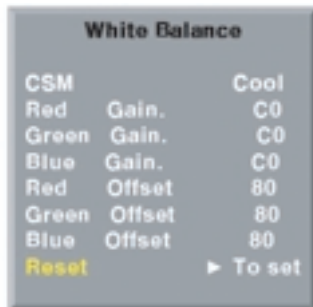 White Balance
CSM Cool
Red Gain. C0
Green Gain. C0
Blue Gain. C0
Red Offset 80
Green Offset 80
Blue Offset 80
Reset ► To set